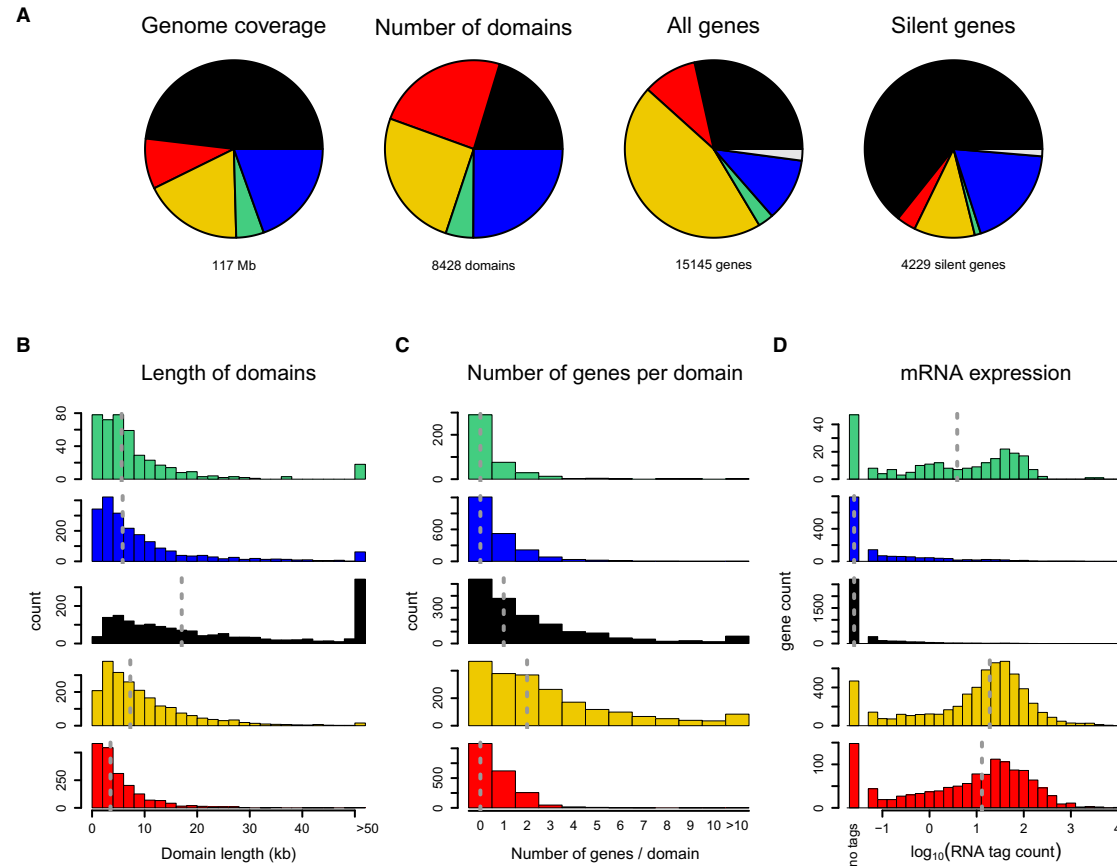 A
Genome coverage
Number of domains
All genes
Silent genes
117 Mb
8428 domains
15145 genes
4229 silent genes
B
Length of domains
count
0 40 80
0 200
0 200
0 200
0 250
0 10 20 30 40 >50
Domain length (kb)
C
Number of genes per domain
0 300
0 600
0 300
0 200
0 500
0 1 2 3 4 5 6 7 8 9 10 >10
Number of genes / domain
D
mRNA expression
gene count
0 20 40
0 400 800
0 1500
0 400
0 100
no tags −1 0 1 2 3 4
log10(RNA tag count)